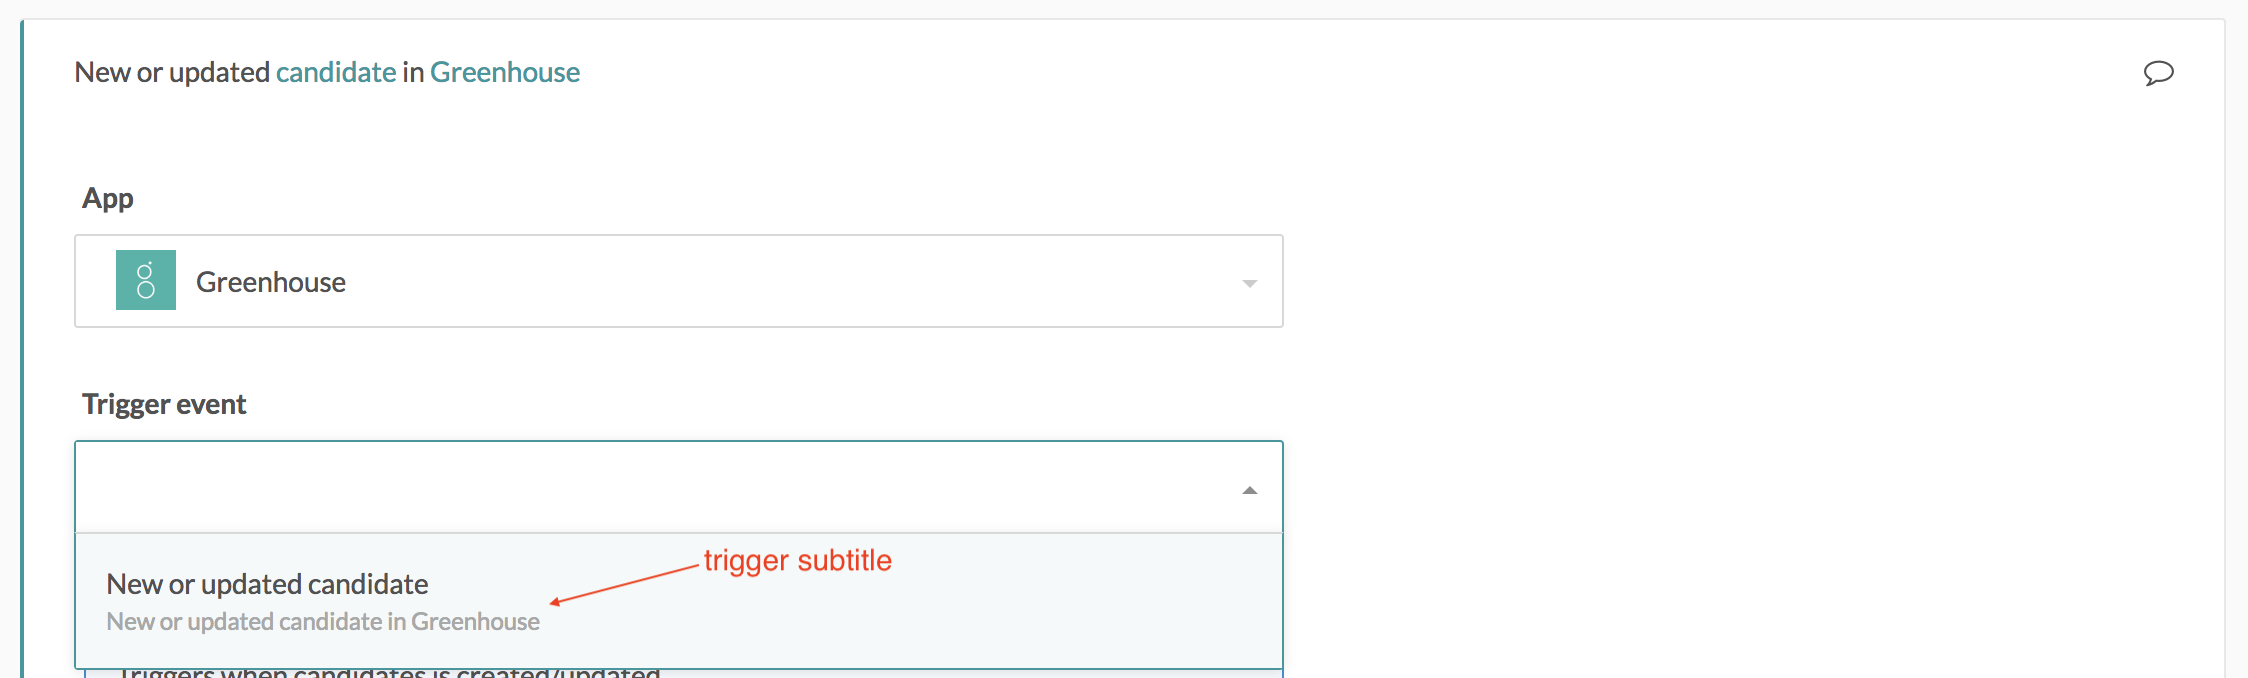 New or updated candidate in Greenhouse
App
Greenhouse
Trigger event
trigger subtitle
New or updated candidate
New or updated candidate in Greenhouse
Triggers when candidates is created/updated